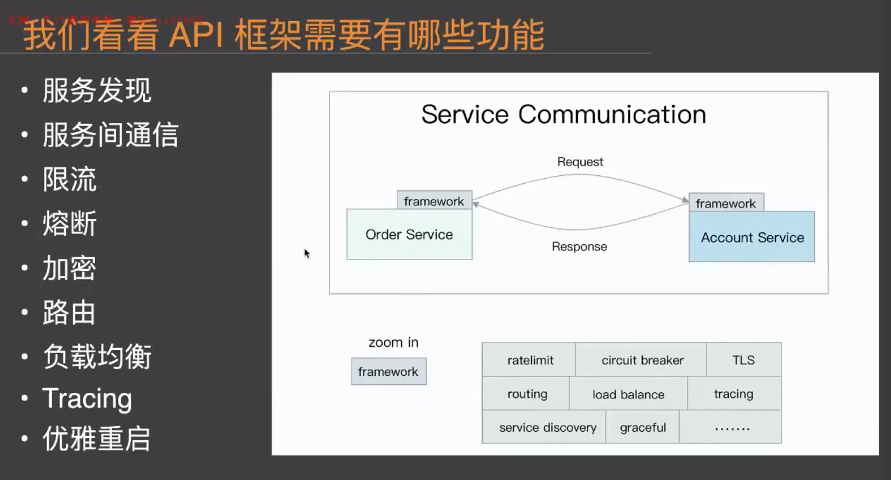 我们看看 API 框架需要有哪些功能
• 服务发现
• 服务间通信
• 限流
• 熔断
• 加密
• 路由
• 负载均衡
• Tracing
• 优雅重启
Service Communication
Request
framework
framework
Order Service
Account Service
Response
zoom in
framework
ratelimit circuit breaker TLS
routing load balance tracing
service discovery graceful .......